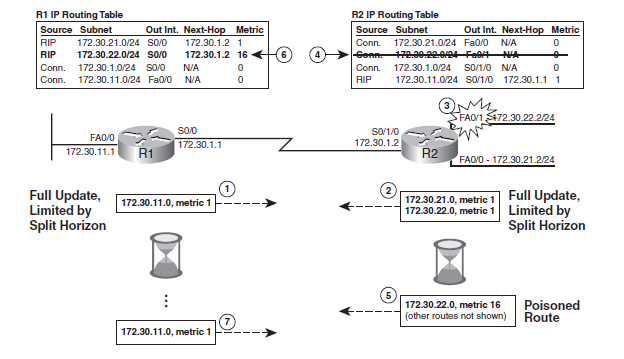 R1 IP Routing Table
Source Subnet Out Int. Next-Hop Metric
RIP 172.30.21.0/24 S0/0 172.30.1.2 1
RIP 172.30.22.0/24 S0/0 172.30.1.2 16
Conn. 172.30.1.0/24 S0/0 N/A 0
Conn. 172.30.11.0/24 Fa0/0 N/A 0
6
4
R2 IP Routing Table
Source Subnet Out Int. Next-Hop Metric
Conn. 172.30.21.0/24 Fa0/0 N/A 0
Conn. 172.30.22.0/24 Fa0/1 N/A 0
Conn. 172.30.1.0/24 S0/1/0 N/A 0
RIP 172.30.11.0/24 S0/1/0 172.30.1.1 1
3
FA0/1 - 172.30.22.2/24
FA0/0
172.30.11.1
R1
S0/0
172.30.1.1
S0/1/0
172.30.1.2
R2
FA0/0 - 172.30.21.2/24
Full Update,
Limited by
Split Horizon
172.30.11.0, metric 1
1
2
172.30.21.0, metric 1
172.30.22.0, metric 1
Full Update,
Limited by
Split Horizon
5
172.30.22.0, metric 16
(other routes not shown)
Poisoned
Route
172.30.11.0, metric 1
7